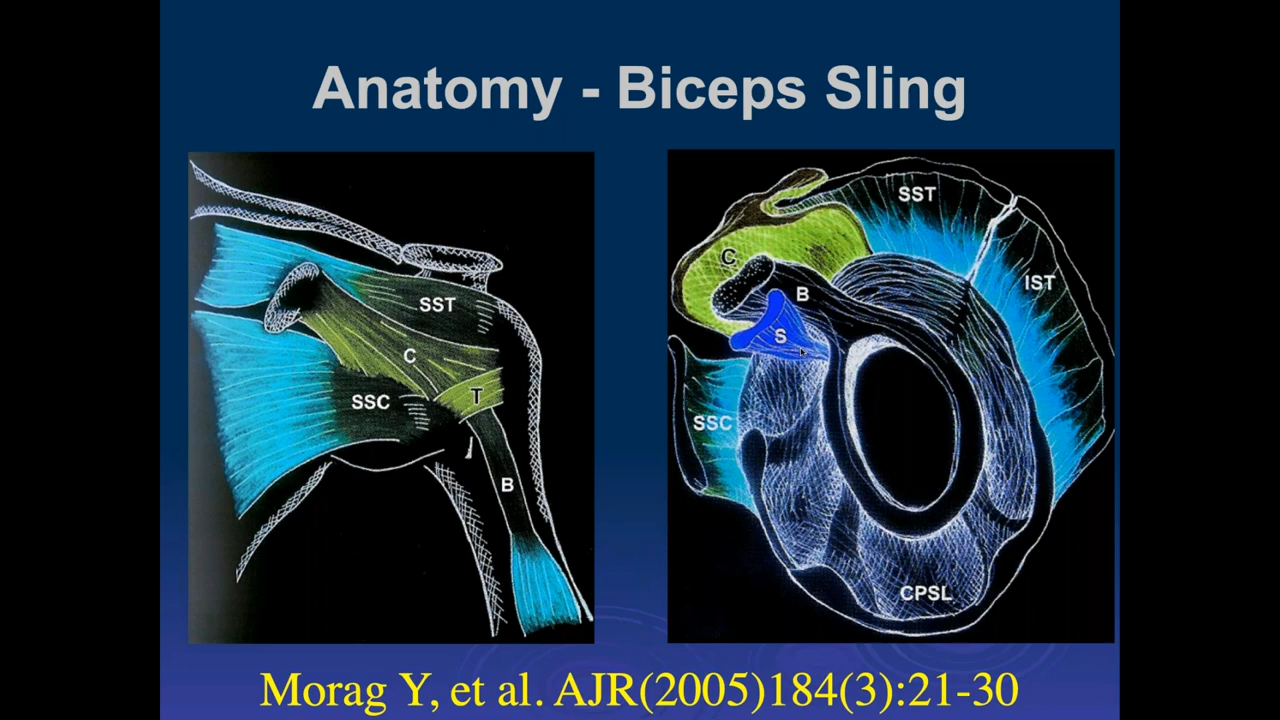 Anatomy - Biceps Sling
SST
C
SSC
T
B
SST
C
B
IST
S
SSC
CPSL
Morag Y, et al. AJR(2005)184(3):21-30